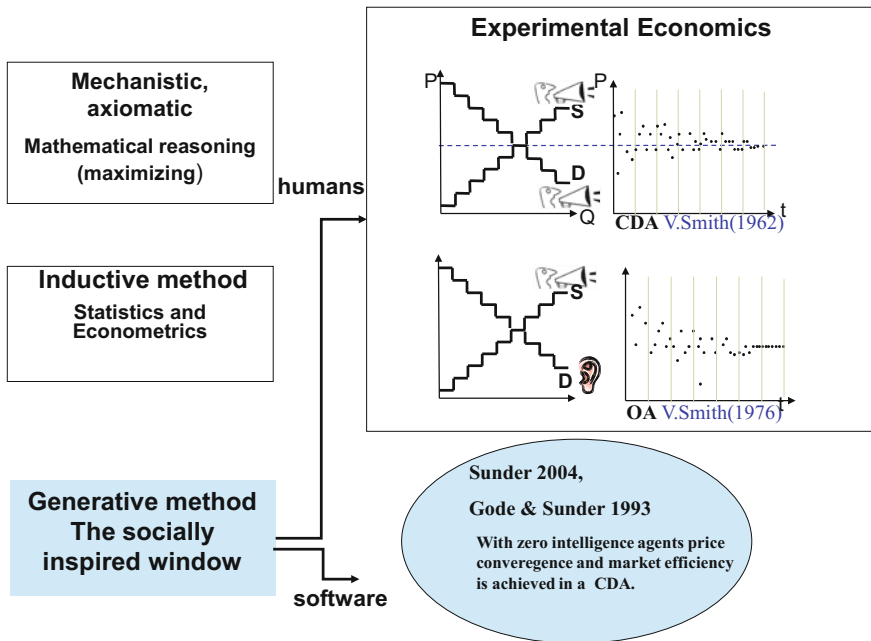 Mechanistic,
axiomatic
Mathematical reasoning
(maximizing)
Inductive method
Statistics and
Econometrics
Generative method
The socially
inspired window
humans
software
Experimental Economics
P
S
D
Q
P
t
CDA V.Smith(1962)
S
D
t
OA V.Smith(1976)
Sunder 2004,
Gode & Sunder 1993
With zero intelligence agents price
converegence and market efficiency
is achieved in a CDA.